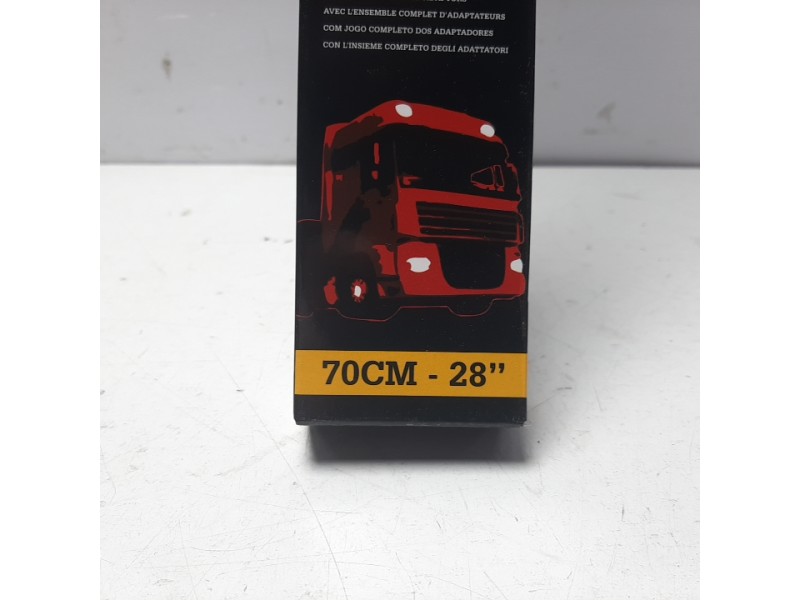 AVEC L'ENSEMBLE COMPLET D'ADAPTATEURS
COM JOGO COMPLETO DOS ADAPTADORES
CON L'INSIEME COMPLETO DEGLI ADATTATORI
70CM - 28”